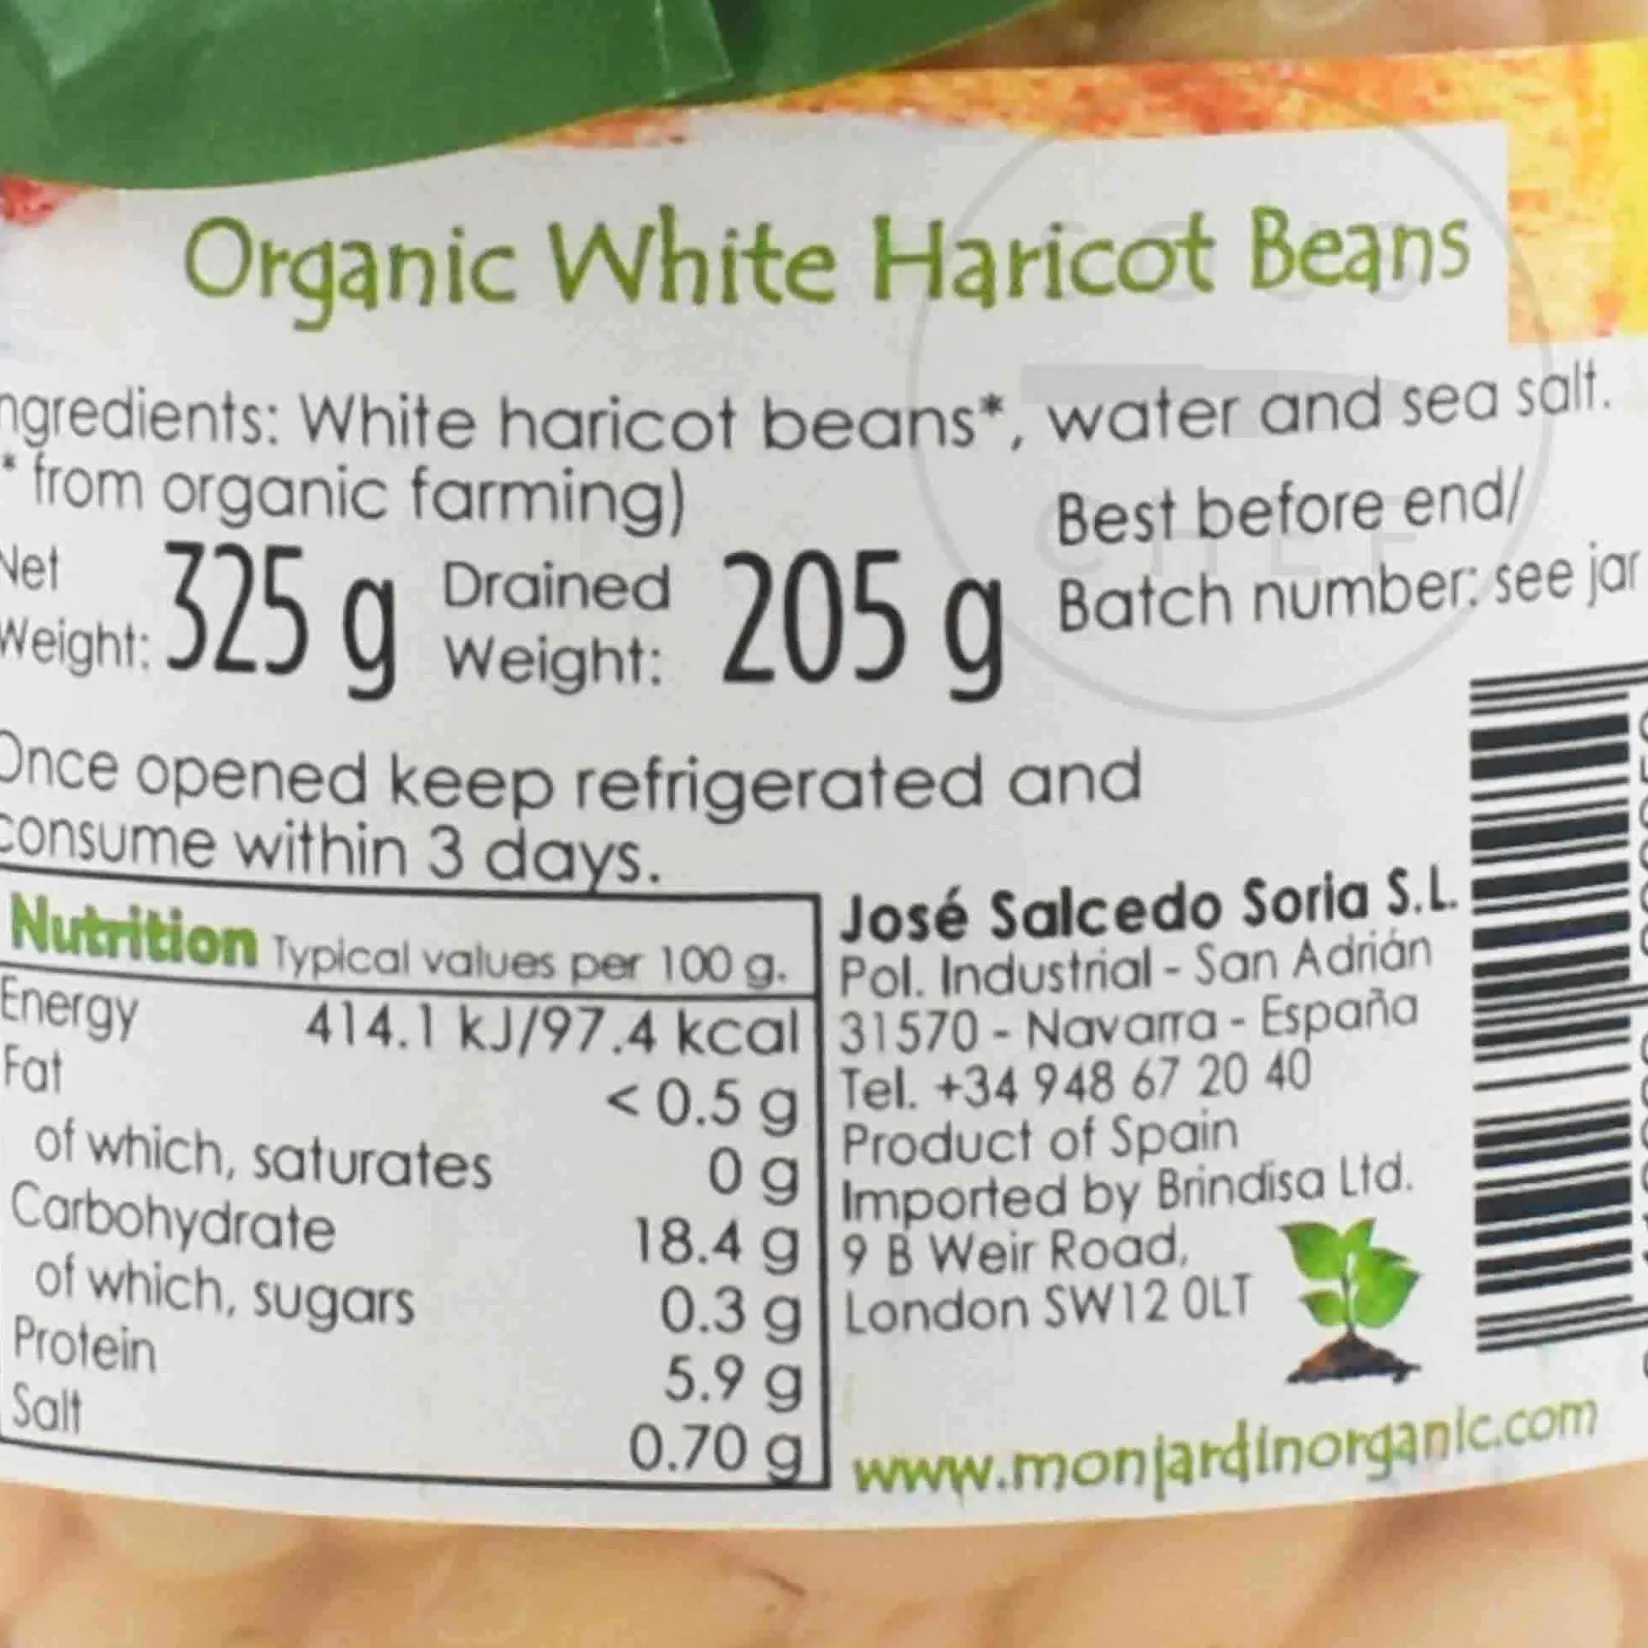 Organic White Haricot Beans
ngredients: White haricot beans*, water and sea salt.
* from organic farming)
Net Weight: 325 g Drained Weight: 205 g
Best before end/
Batch number: see jar
Once opened keep refrigerated and
consume within 3 days.
Nutrition Typical values per 100 g.
Energy 414.1 kJ/97.4 kcal
Fat < 0.5 g
of which, saturates 0 g
Carbohydrate 18.4 g
of which, sugars 0.3 g
Protein 5.9 g
Salt 0.70 g
José Salcedo Soria S.L.
Pol. Industrial - San Adrián
31570 - Navarra - España
Tel. +34 948 67 20 40
Product of Spain
Imported by Brindisa Ltd.
9 B Weir Road,
London SW12 0LT
www.monjardinorganic.com